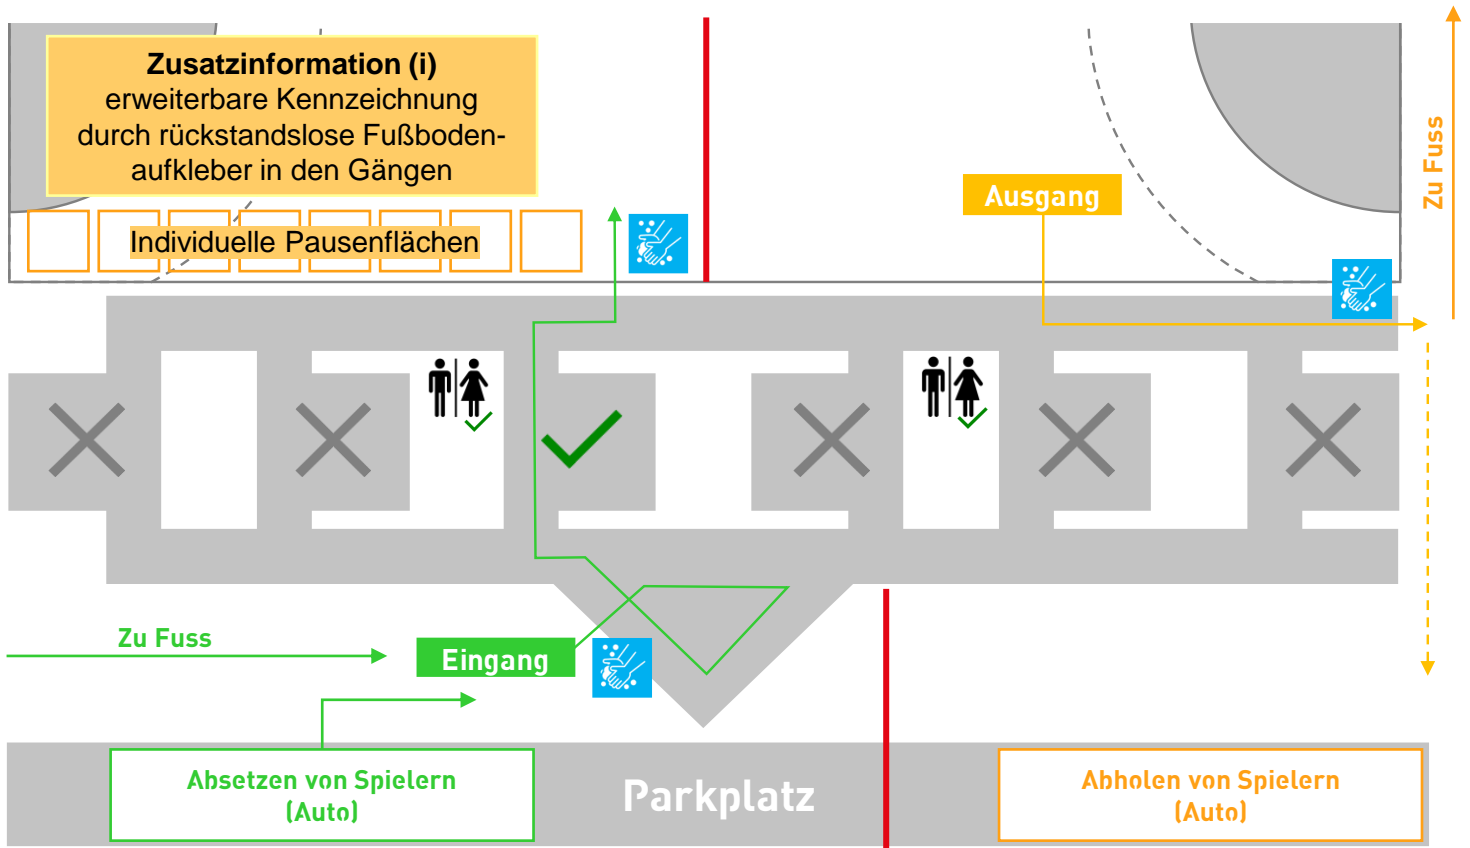 Zusatzinformation (i)
erweiterbare Kennzeichnung
durch rückstandslose Fußboden-
aufkleber in den Gängen
Individuelle Pausenflächen
Ausgang
Zu Fuss
Zu Fuss
Eingang
Absetzen von Spielern
(Auto)
Parkplatz
Abholen von Spielern
(Auto)